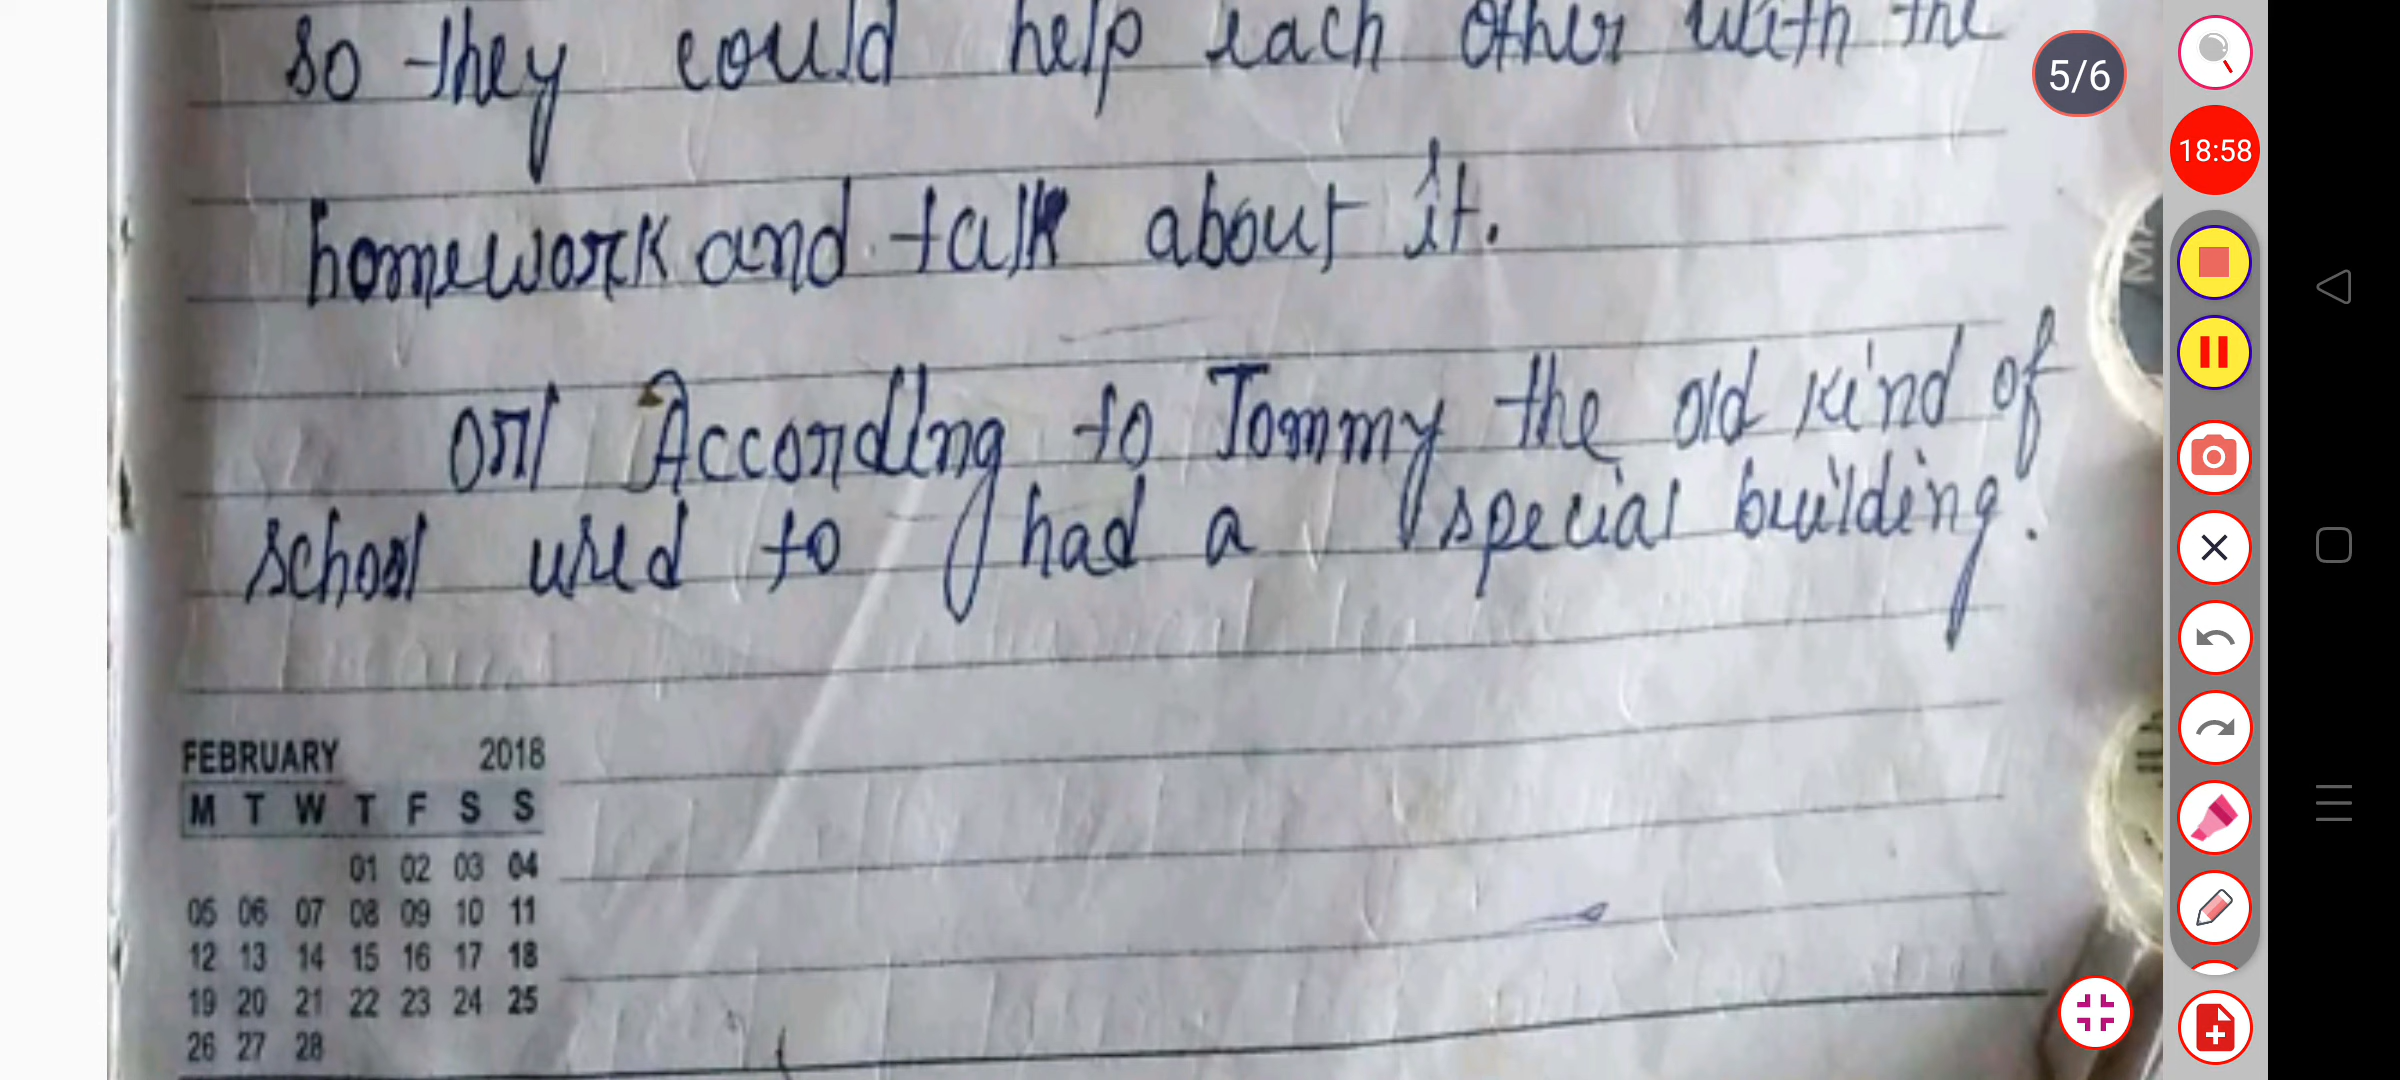 so they could help each other with the
homework and talk about it.
or/ According to Tommy the old kind of
school used to had a special building.
FEBRUARY 2018
M T W T F S S
01 02 03 04
05 06 07 08 09 10 11
12 13 14 15 16 17 18
19 20 21 22 23 24 25
26 27 28
5/6
18:58